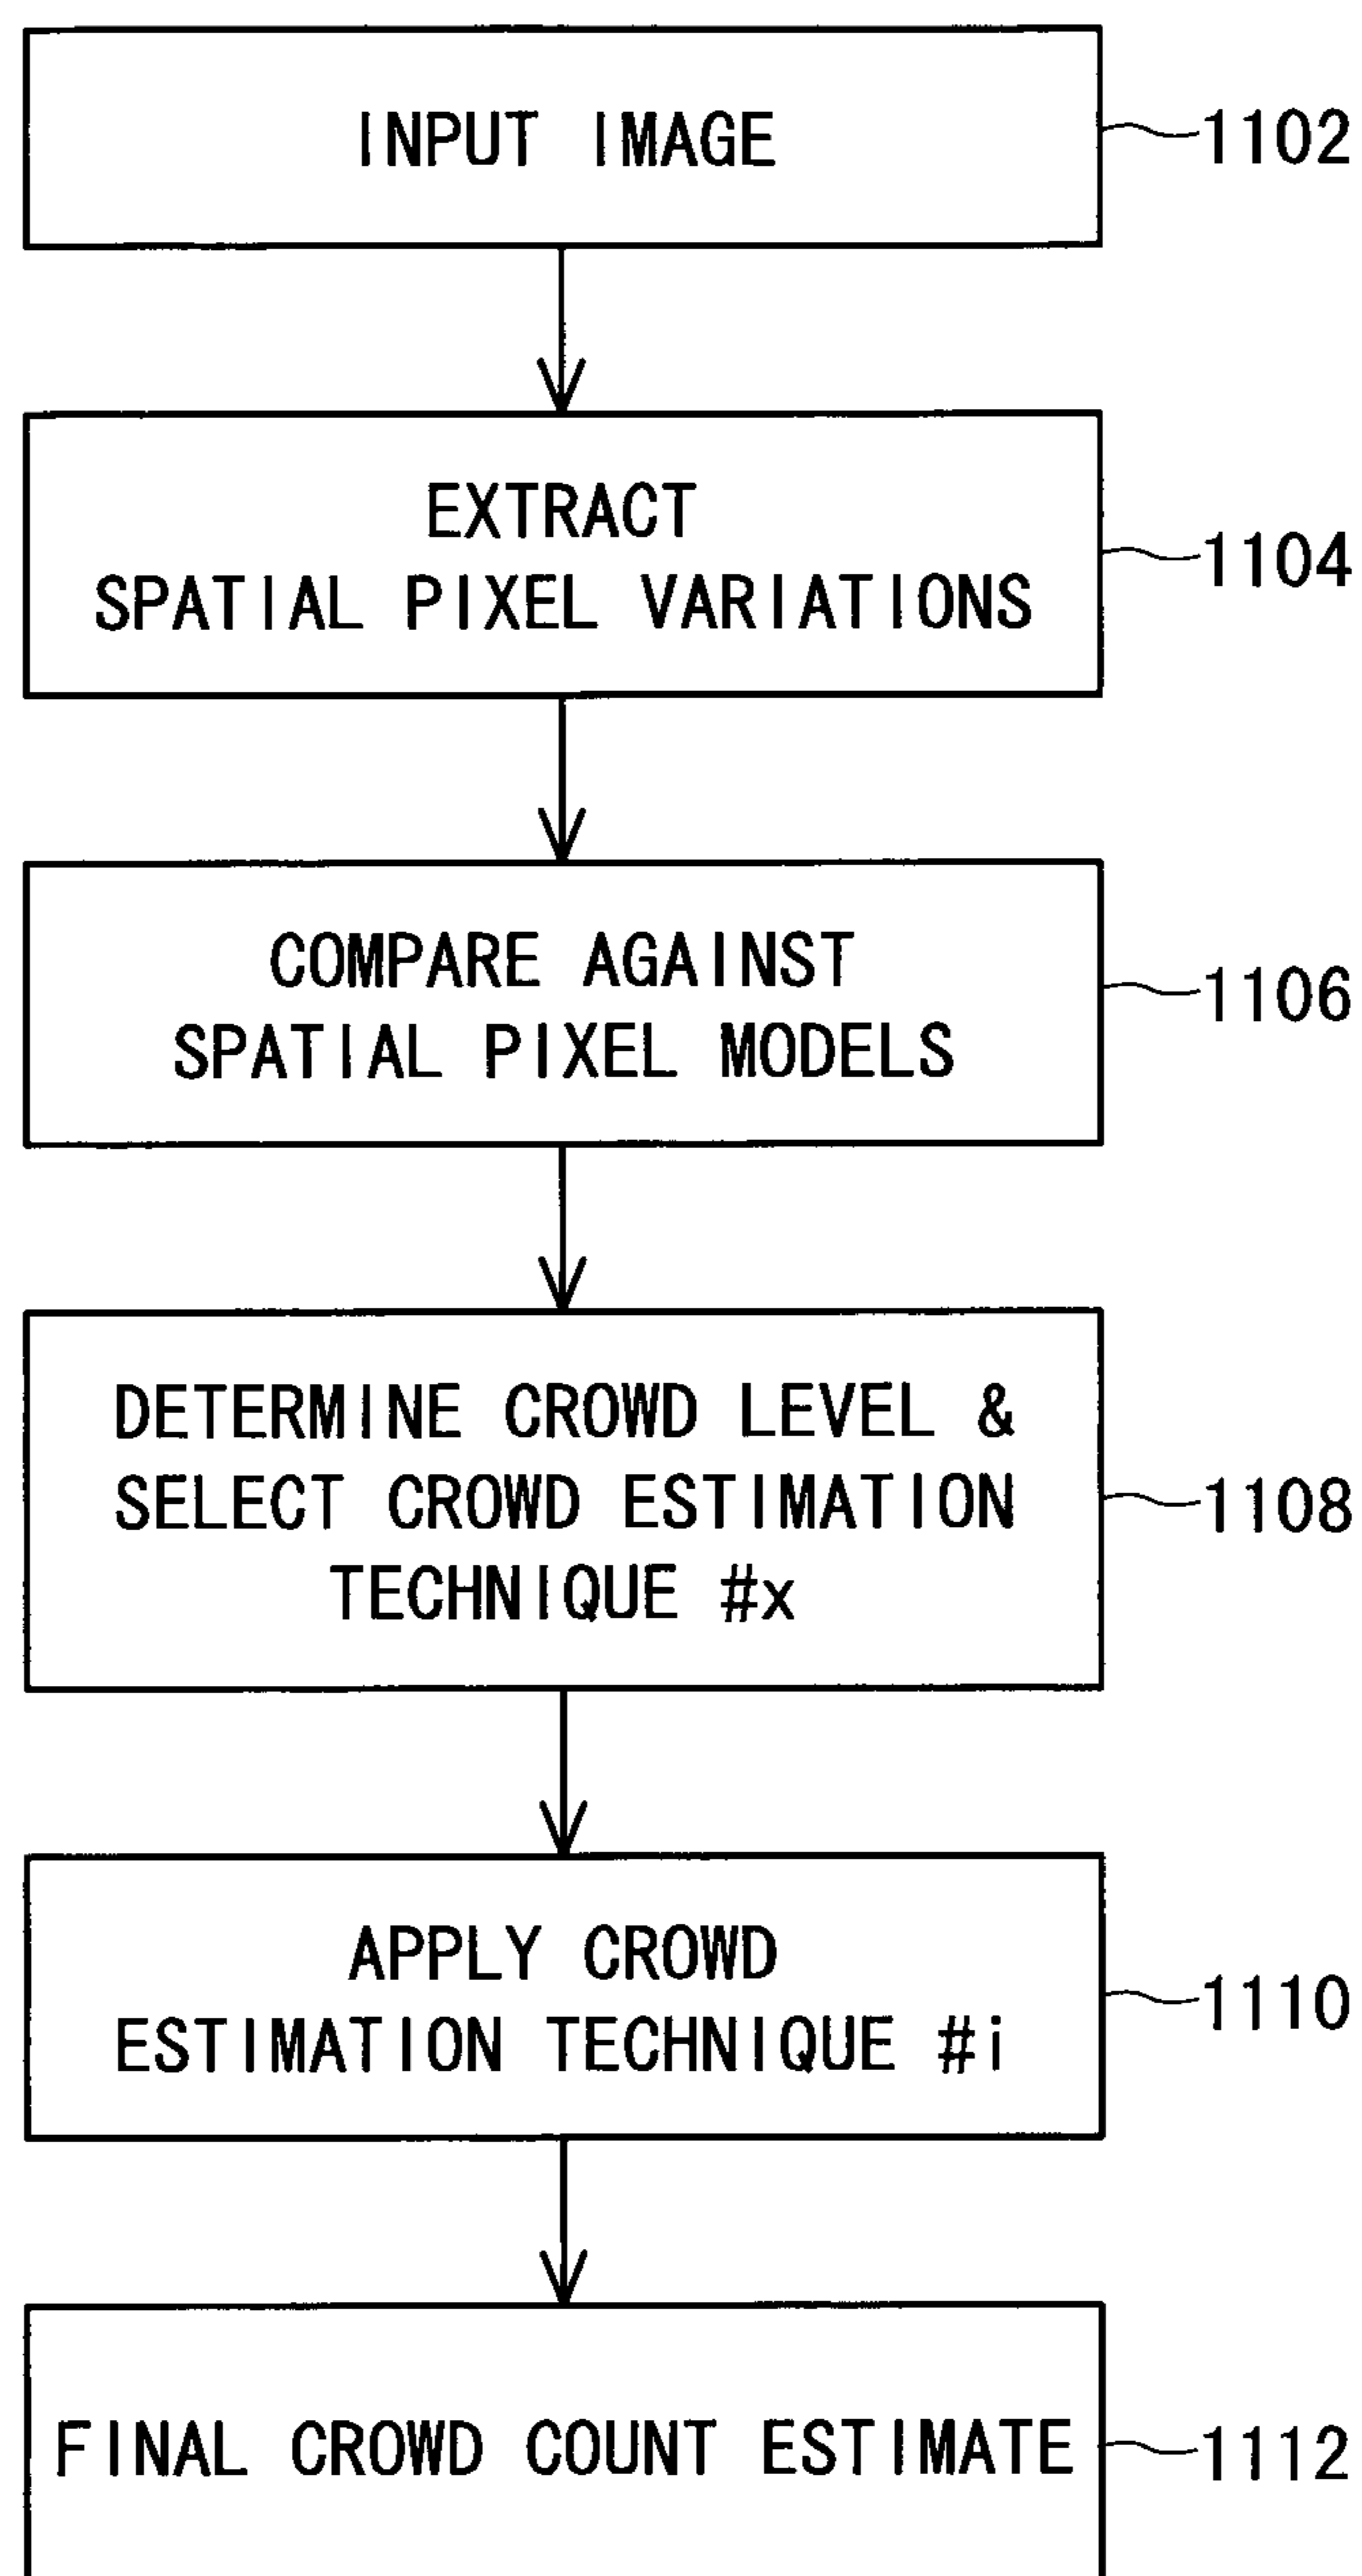 INPUT IMAGE
1102
EXTRACT
SPATIAL PIXEL VARIATIONS
1104
COMPARE AGAINST
SPATIAL PIXEL MODELS
1106
DETERMINE CROWD LEVEL &
SELECT CROWD ESTIMATION
TECHNIQUE #x
1108
APPLY CROWD
ESTIMATION TECHNIQUE #i
1110
FINAL CROWD COUNT ESTIMATE
1112